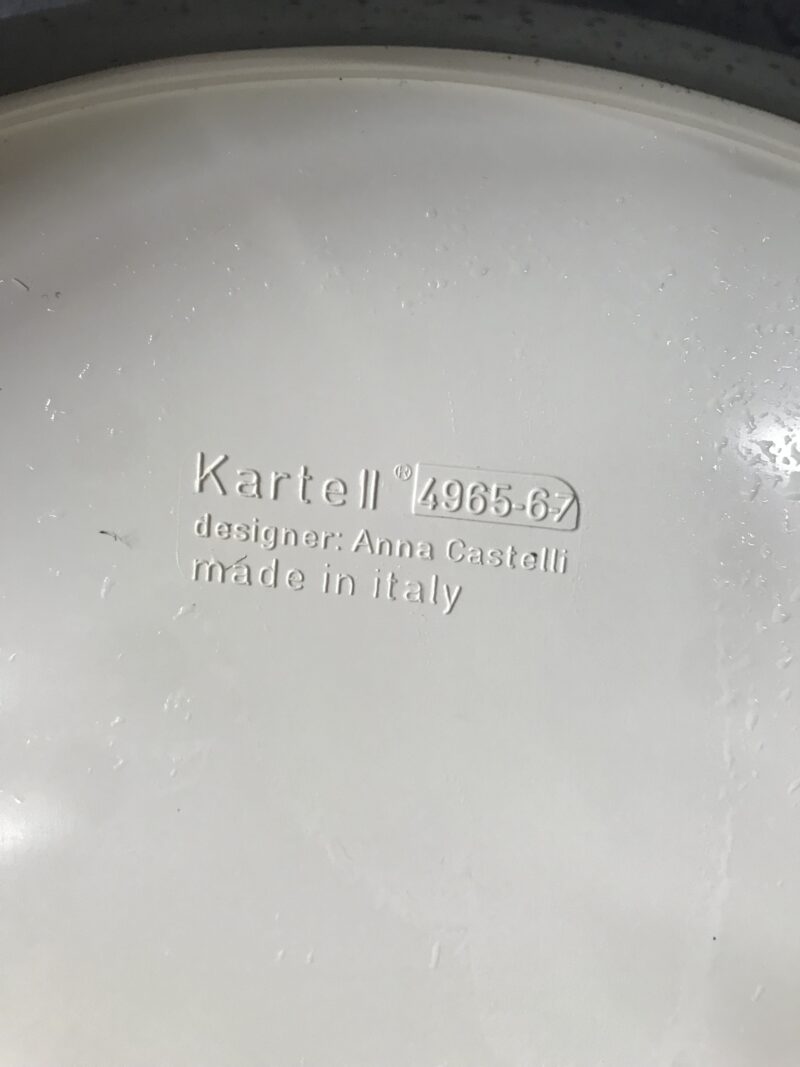 Kartell ® 4965-6-7
designer: Anna Castelli
made in italy